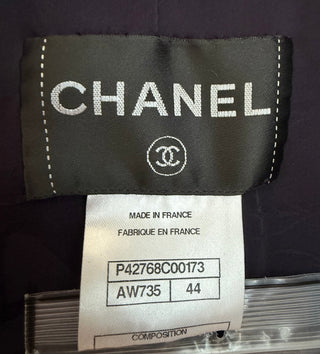 CHANEL
MADE IN FRANCE
FABRIQUE EN FRANCE
P42768C00173
AW735 44
COMPOSITION